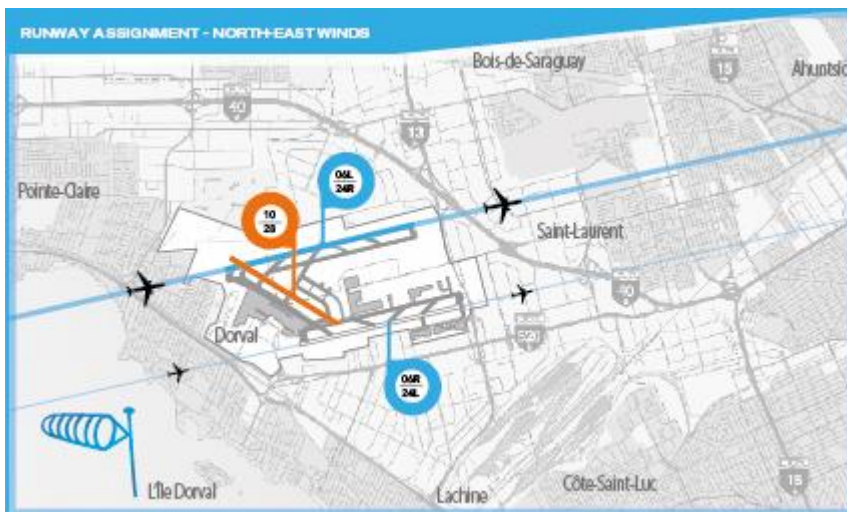 RUNWAY ASSIGNMENT - NORTH-EAST WINDS
Bois-de-Saraguay
15
Ahuntsic
40
13
Pointe-Claire
06L
24R
10
28
Saint-Laurent
40
Dorval
520
06R
24L
L'Île Dorval
Lachine
Côte-Saint-Luc
15